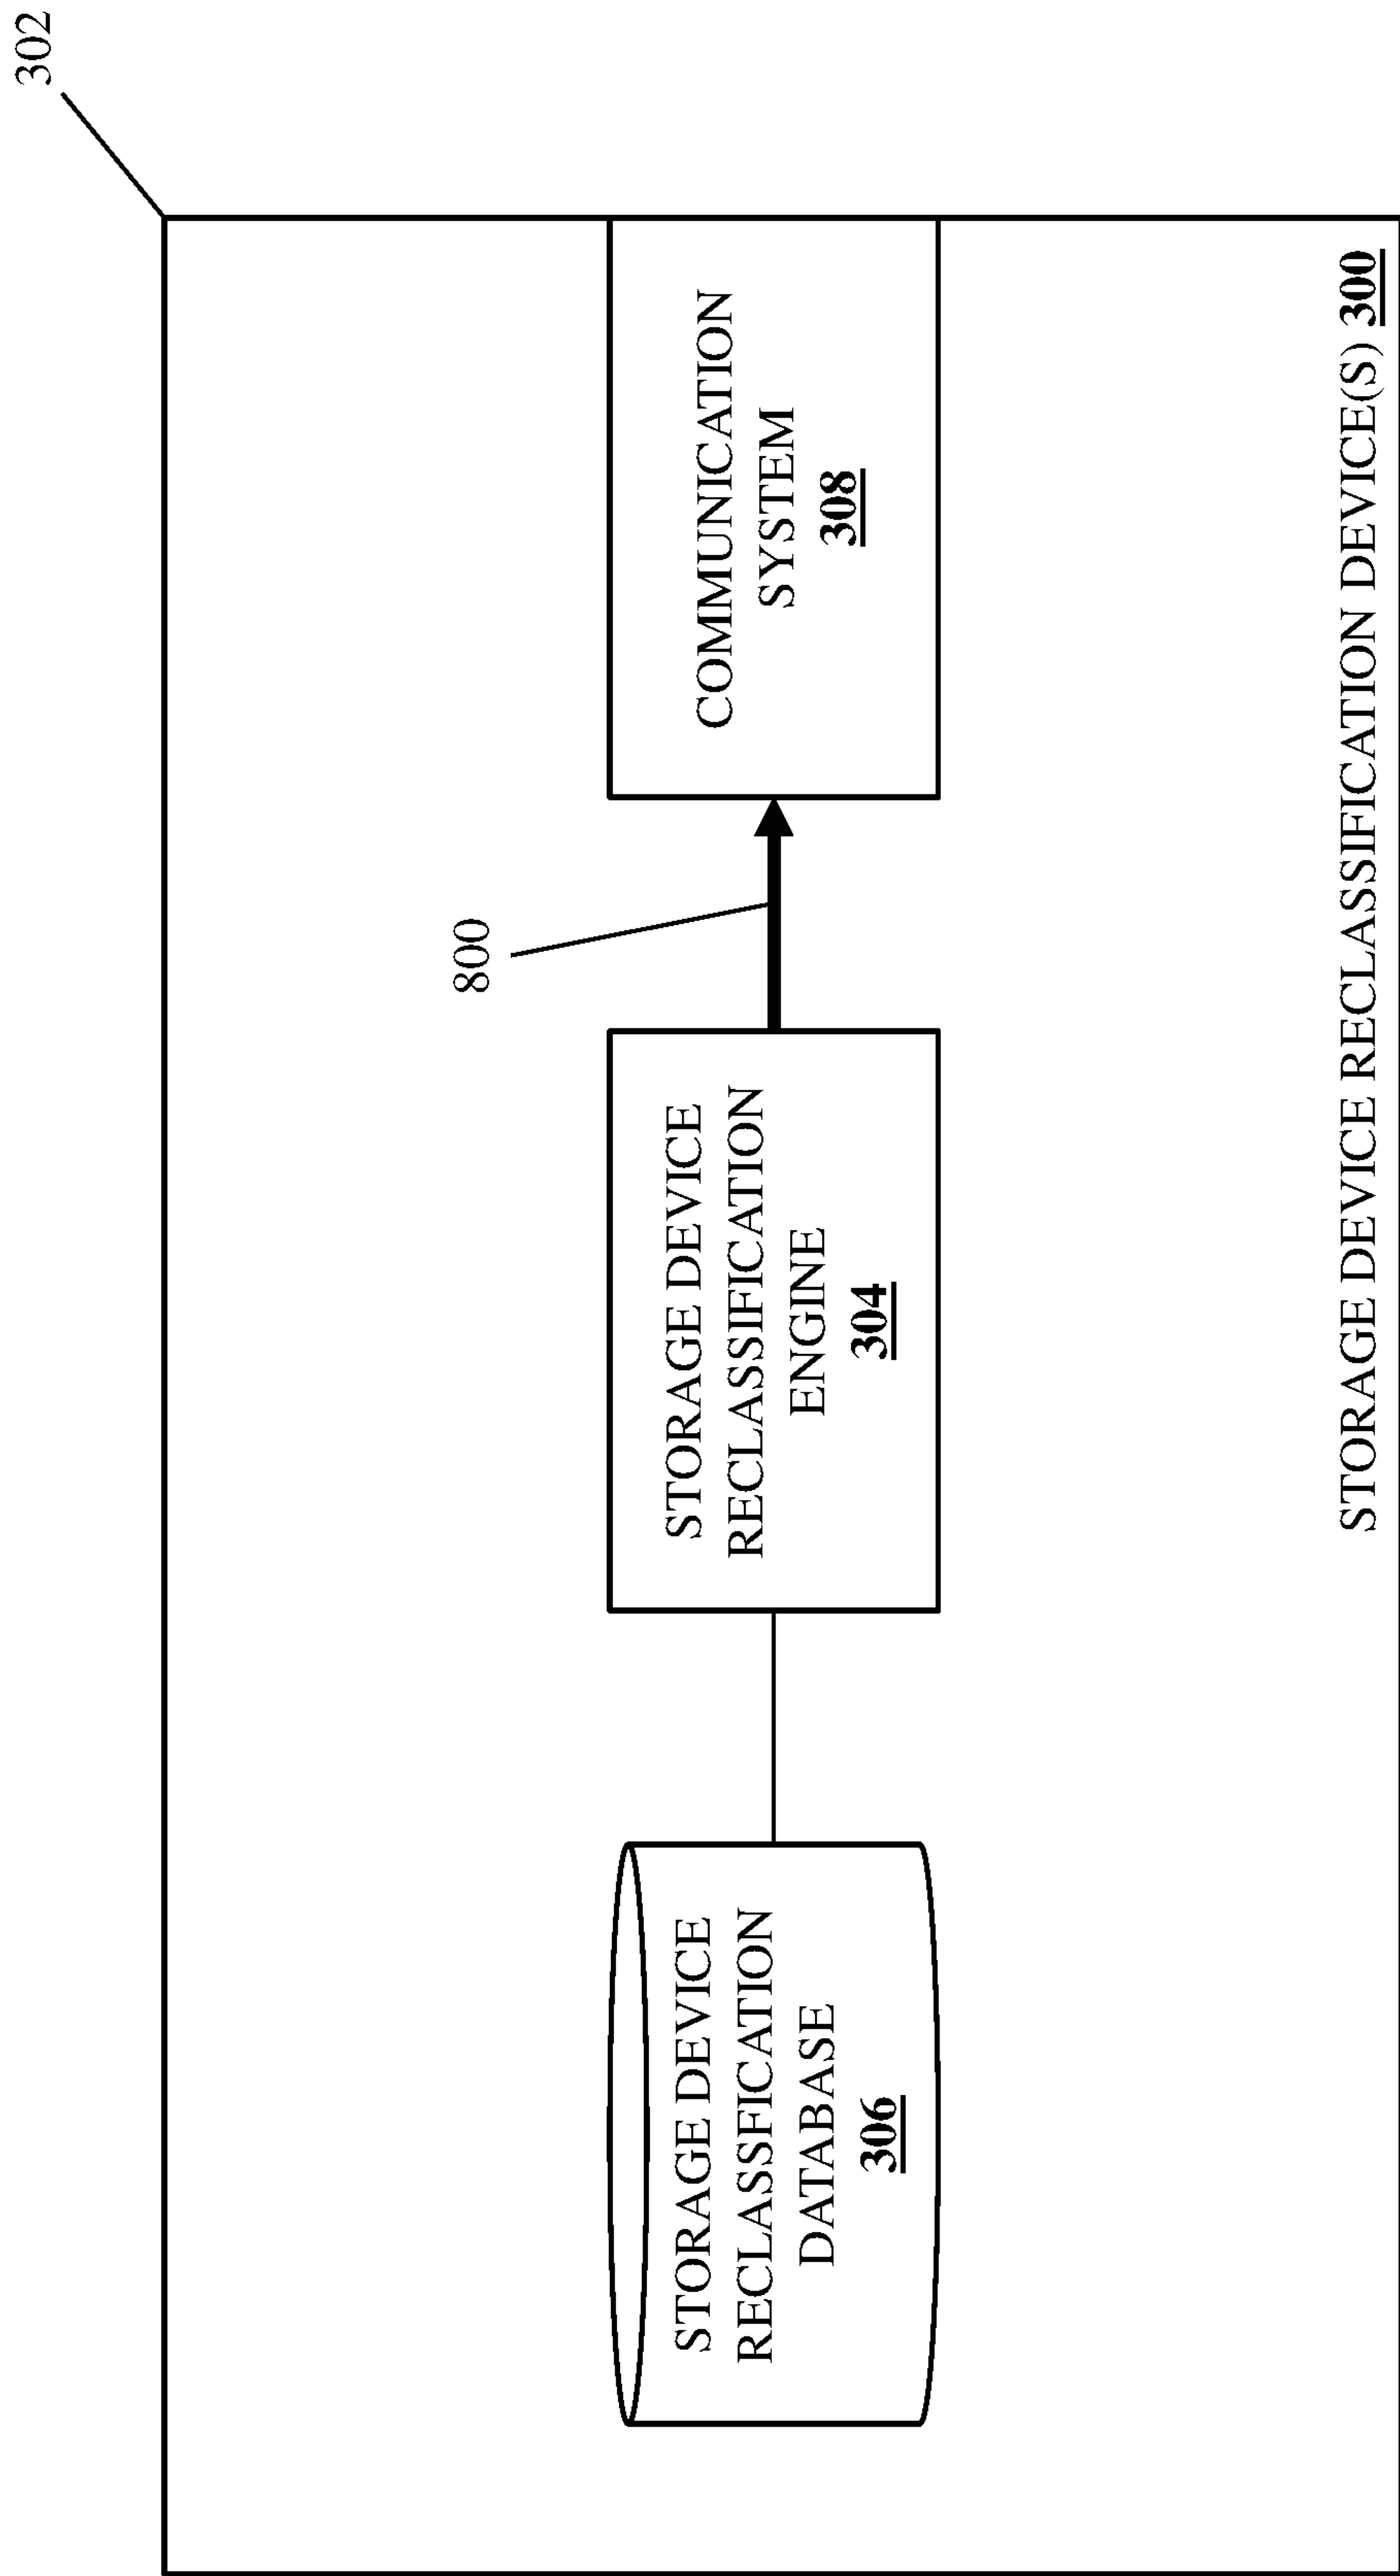 302
800
STORAGE DEVICE
RECLASSFICATION
DATABASE
306
STORAGE DEVICE
RECLASSIFICATION
ENGINE
304
COMMUNICATION
SYSTEM
308
STORAGE DEVICE RECLASSIFICATION DEVICE(S) 300